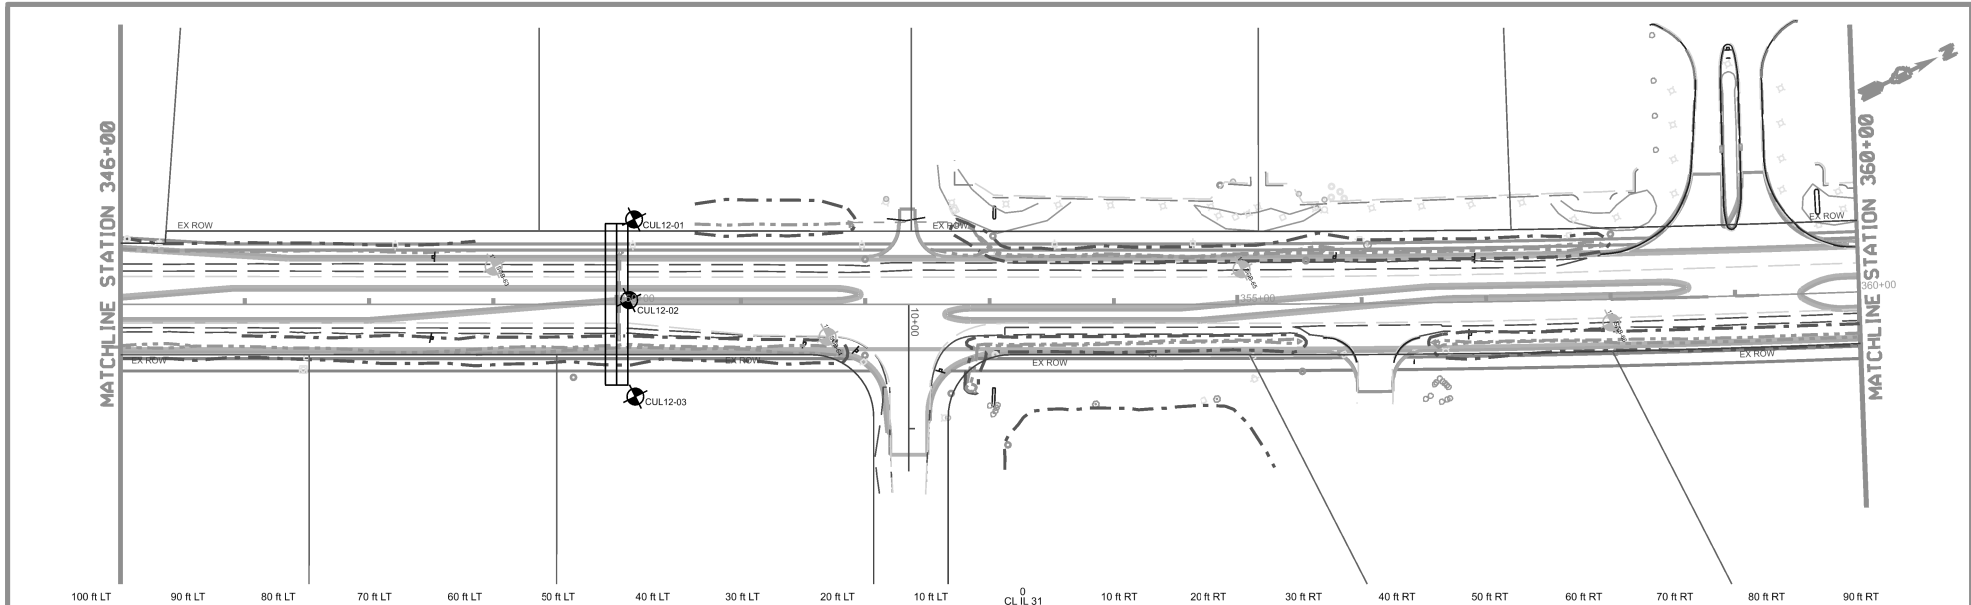 MATCHLINE STATION 346+00
MATCHLINE STATION 360+00
N
EX ROW
EX ROW
EX ROW
CUL12-01
CUL12-02
355+00
360+00
10+00
EX ROW
EX ROW
EX ROW
EX ROW
CUL12-03
100 ft LT 90 ft LT 80 ft LT 70 ft LT 60 ft LT 50 ft LT 40 ft LT 30 ft LT 20 ft LT 10 ft LT 0 10 ft RT 20 ft RT 30 ft RT 40 ft RT 50 ft RT 60 ft RT 70 ft RT 80 ft RT 90 ft RT
CL IL 31